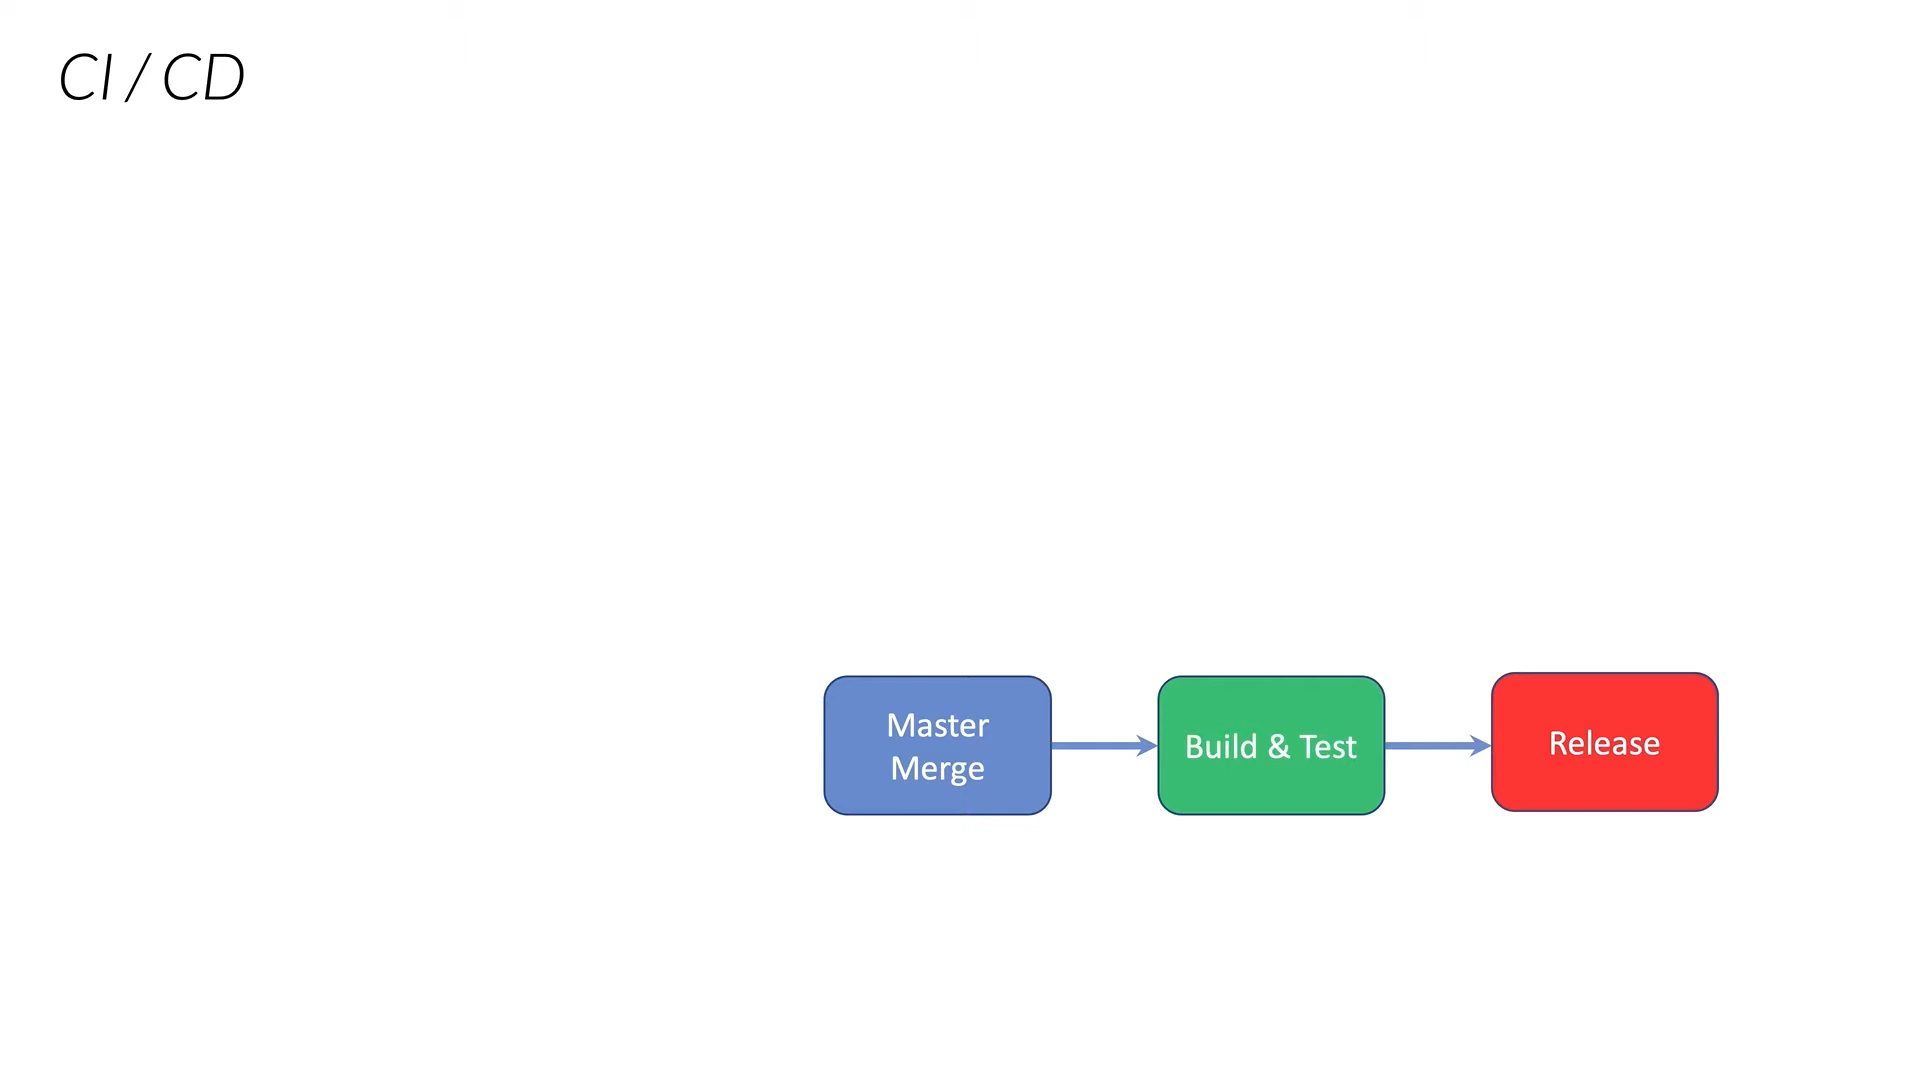 CI / CD
Master
Merge
Build & Test
Release